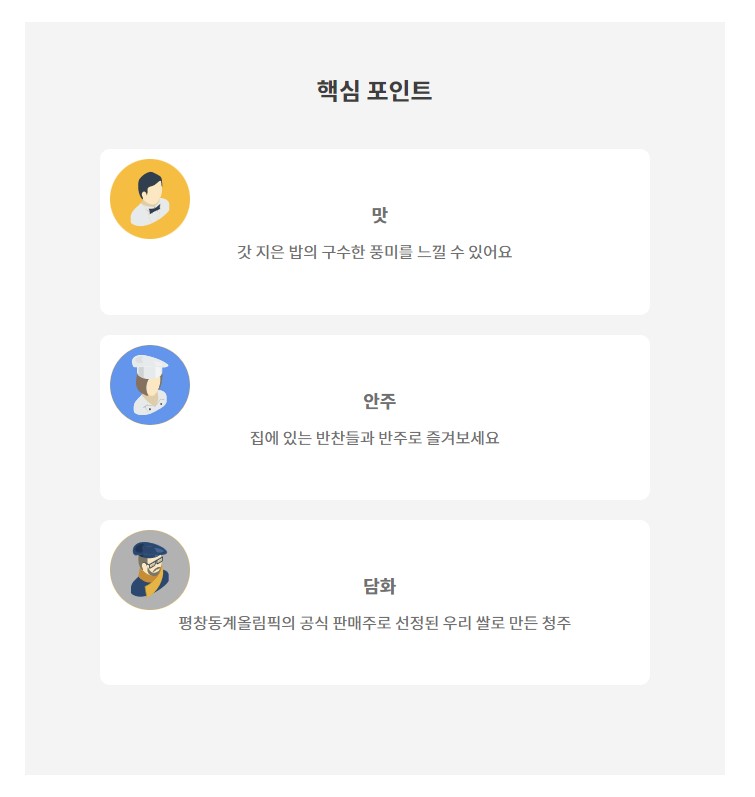 핵심 포인트
맛
갓 지은 밥의 구수한 풍미를 느낄 수 있어요
안주
집에 있는 반찬들과 반주로 즐겨보세요
담화
평창동계올림픽의 공식 판매주로 선정된 우리 쌀로 만든 청주